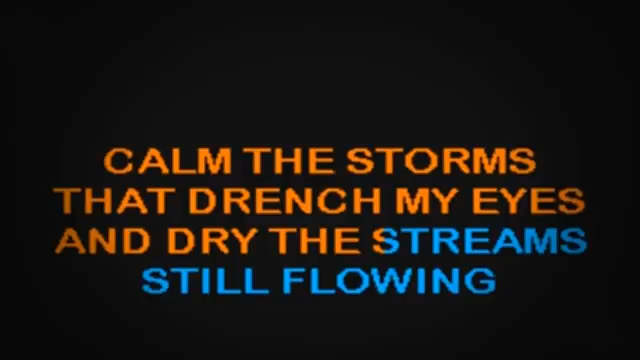 CALM THE STORMS
THAT DRENCH MY EYES
AND DRY THE STREAMS
STILL FLOWING